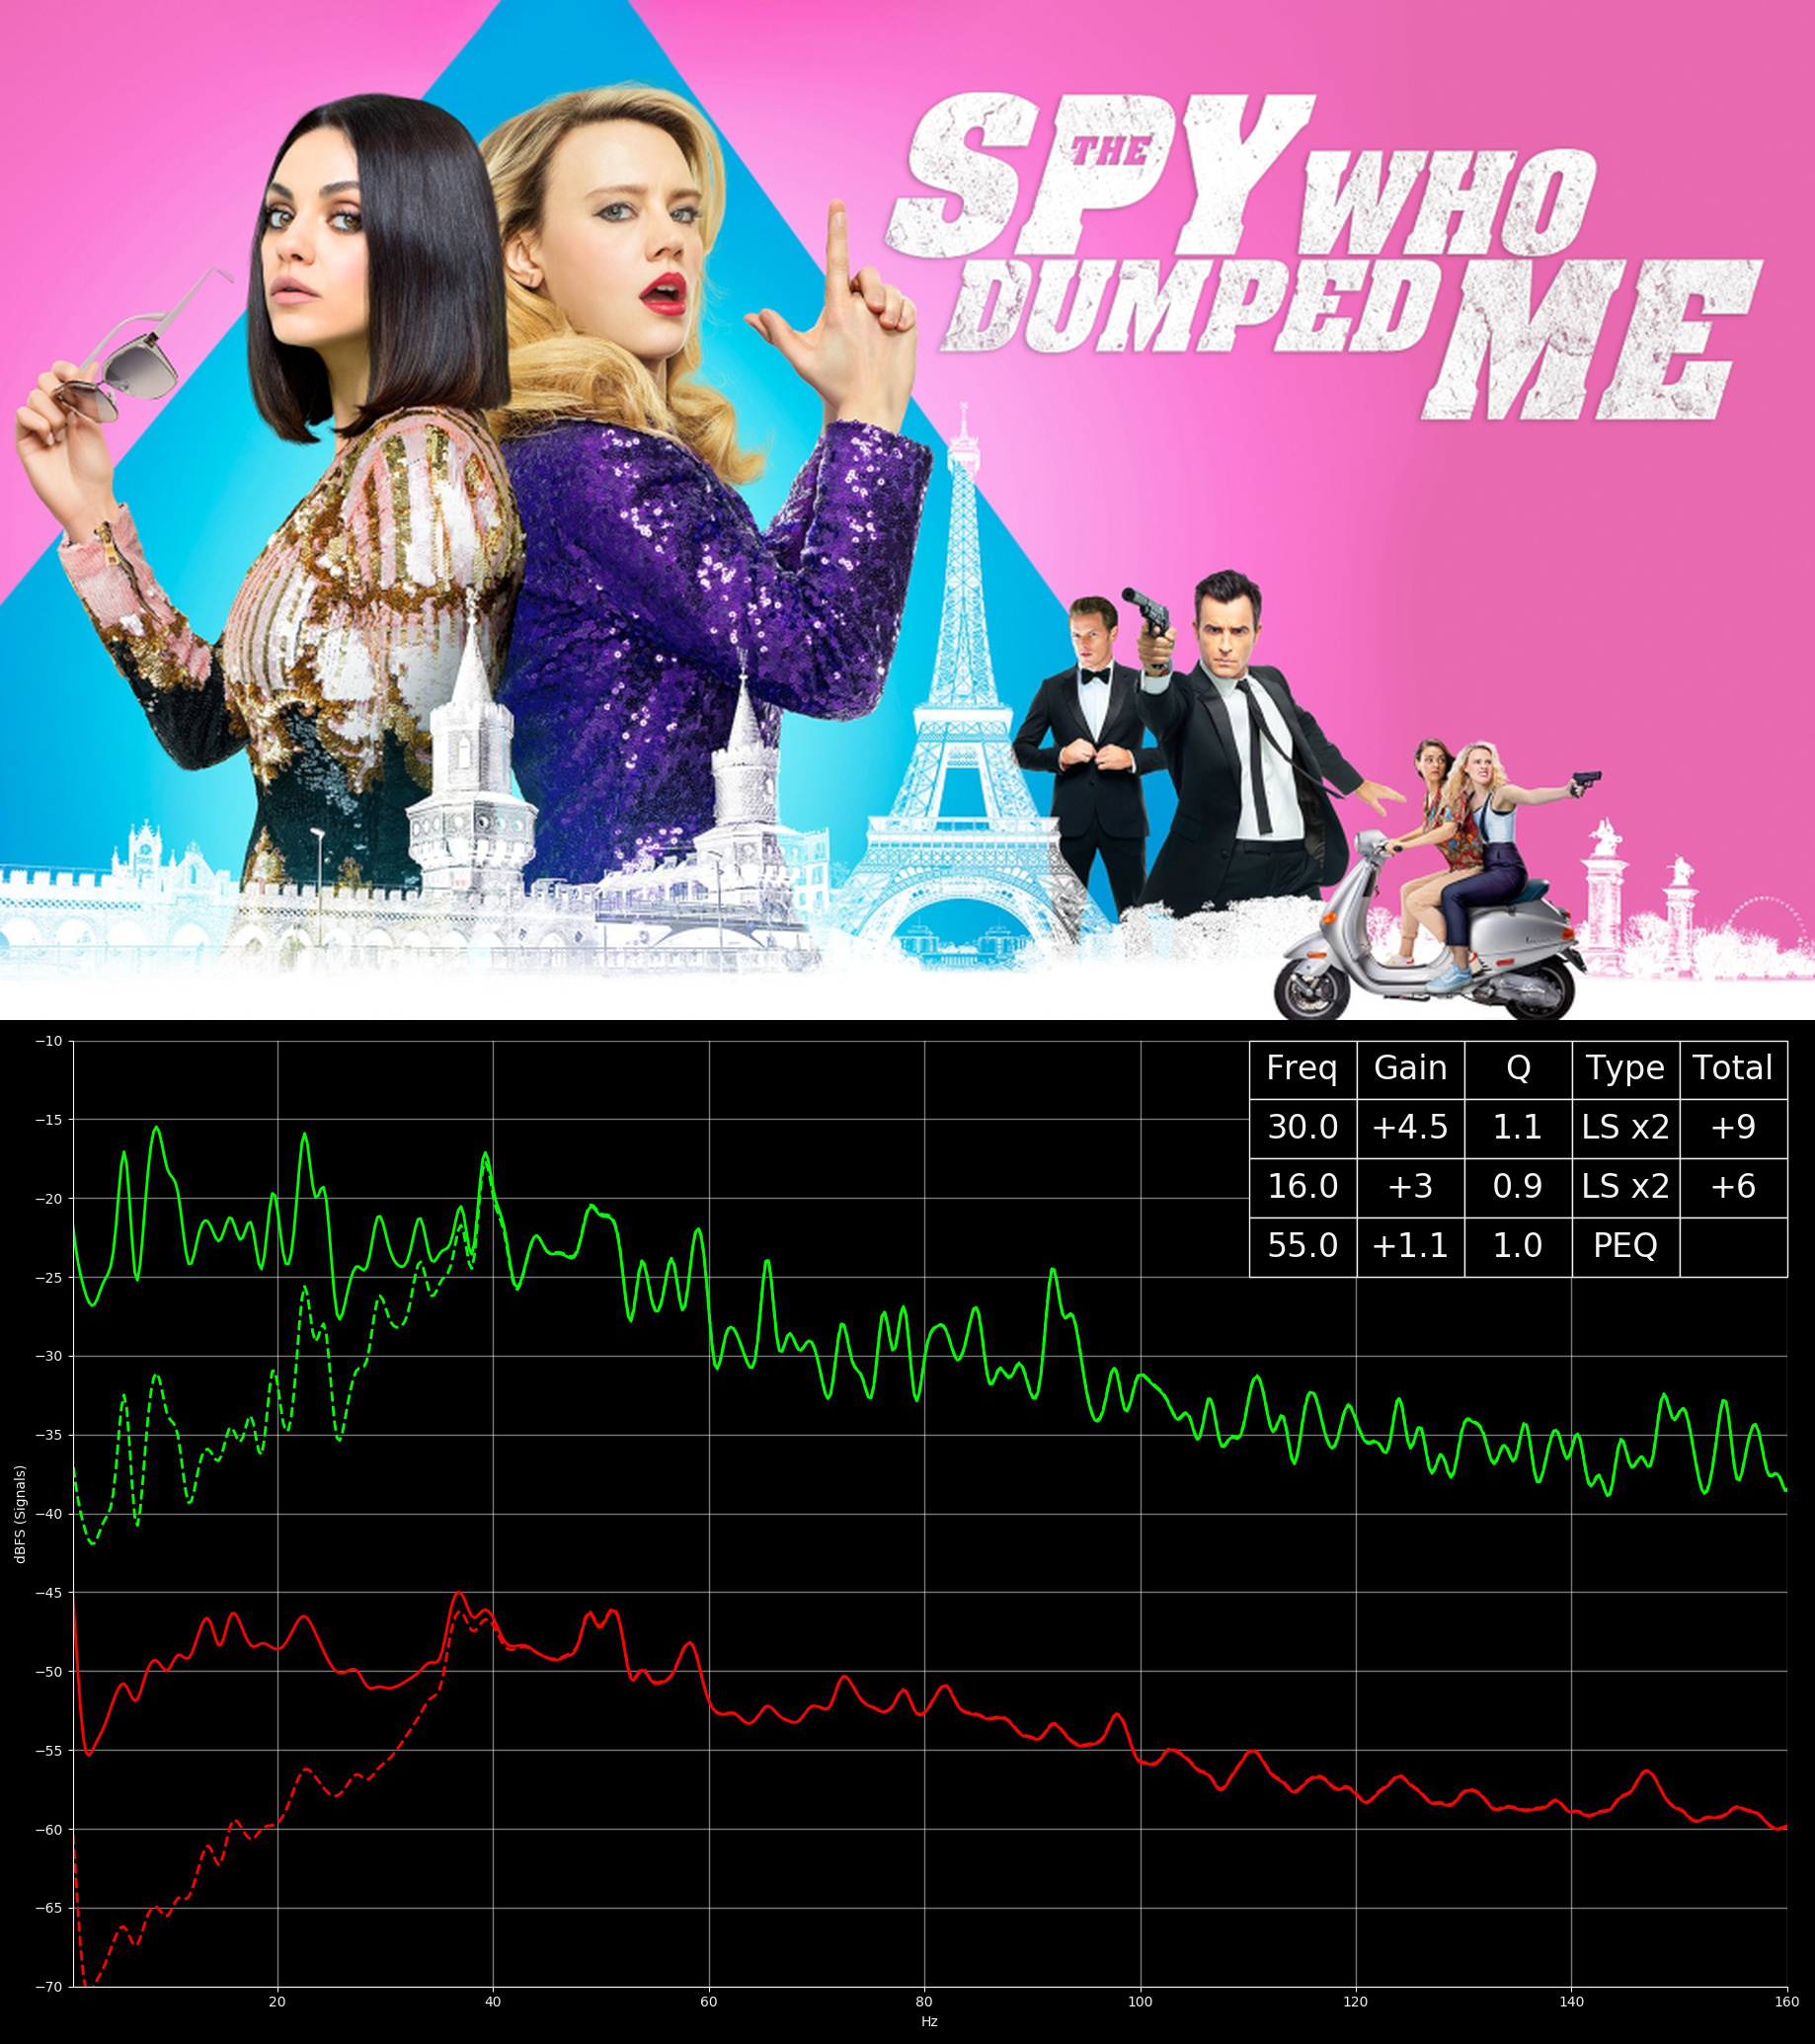 THE
SPY WHO
DUMPED ME
Freq Gain Q Type Total
30.0 +4.5 1.1 LS x2 +9
16.0 +3 0.9 LS x2 +6
55.0 +1.1 1.0 PEQ
−10
−15
−20
−25
−30
−35
−40
−45
−50
−55
−60
−65
−70
dBFS (Signals)
20 40 60 80 100 120 140 160
Hz